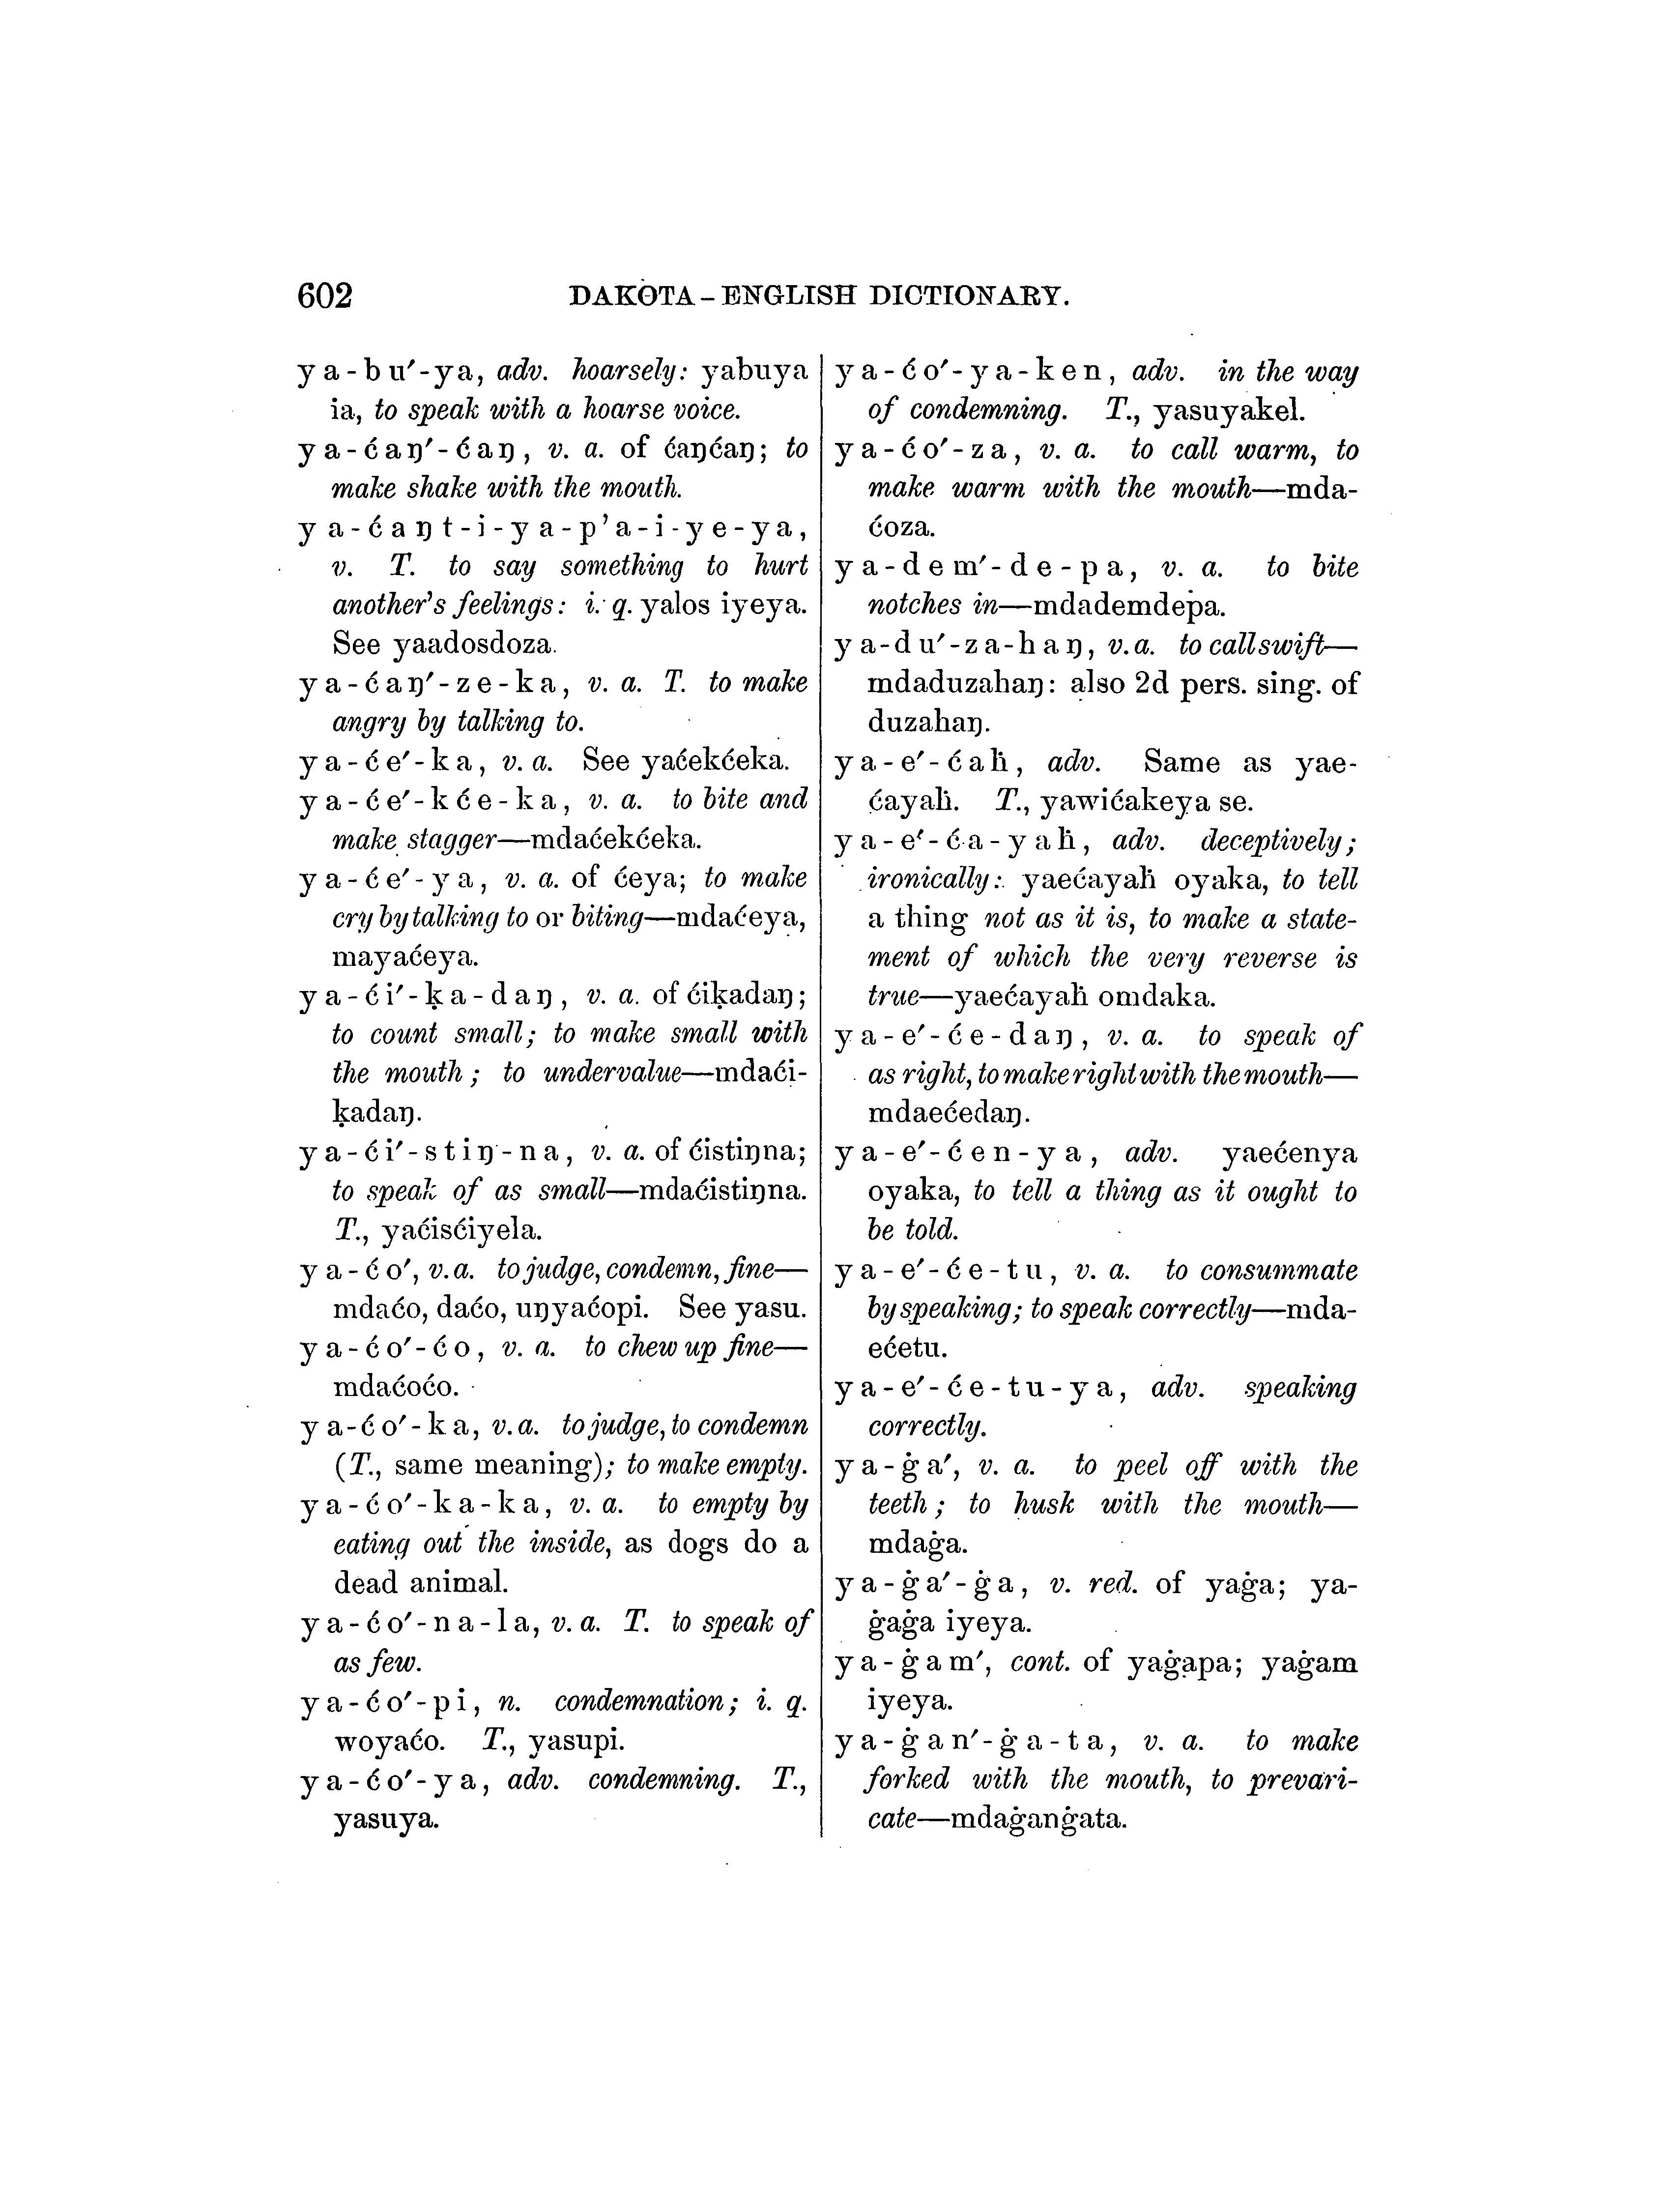 602 DAKOTA-ENGLISH DICTIONARY.
ya-bu′-ya, adv. hoarsely: yabuya
ia, to speak with a hoarse voice.
ya-ćaŋ′-ćaŋ, v. a. of ćaŋćaŋ; to
make shake with the mouth.
ya-ćaŋt-i-ya-p’a-i-ye-ya,
v. T. to say something to hurt
another's feelings: i. q. yalos iyeya.
See yaadosdoza.
ya-ćaŋ′-ze-ka, v. a. T. to make
angry by talking to.
ya-će′-ka, v. a. See yaćekćeka.
ya-će′-kće-ka, v. a. to bite and
make stagger—mdaćekćeka.
ya-će′-ya, v. a. of ćeya; to make
cry by talking to or biting—mdaćeya,
mayaćeya.
ya-ći′-ḳa-daŋ, v. a. of ćiḳadaŋ;
to count small; to make small with
the mouth; to undervalue—mdaći-
ḳadaŋ.
ya-ći′-stiŋ-na, v. a. of ćistiŋna;
to speak of as small—mdaćistiŋna.
T., yaćisćiyela.
ya-ćo′, v. a. to judge, condemn, fine—
mdaćo, daćo, uŋyaćopi. See yasu.
ya-ćo′-ćo, v. a. to chew up fine—
mdaćoćo.
ya-ćo′-ka, v. a. to judge, to condemn
(T., same meaning); to make empty.
ya-ćo′-ka-ka, v. a. to empty by
eating out the inside, as dogs do a
dead animal.
ya-ćo′-na-la, v. a. T. to speak of
as few.
ya-ćo′-pi, n. condemnation; i. q.
woyaćo. T., yasupi.
ya-ćo′-ya, adv. condemning. T.,
yasuya.
ya-ćo′-ya-ken, adv. in the way
of condemning. T., yasuyakel.
ya-ćo′-za, v. a. to call warm, to
make warm with the mouth—mda-
ćoza.
ya-dem′-de-pa, v. a. to bite
notches in—mdademdepa.
ya-du′-za-haŋ, v. a. to call swift—
mdaduzahaŋ: also 2d pers. sing. of
duzahaŋ.
ya-e′-ćaḣ, adv. Same as yae-
ćayaḣ. T., yawićakeya se.
ya-e′-ća-yaḣ, adv. deceptively;
ironically: yaećayaḣ oyaka, to tell
a thing not as it is, to make a state-
ment of which the very reverse is
true—yaećayaḣ omdaka.
ya-e′-će-daŋ, v. a. to speak of
as right, to make right with the mouth—
mdaećedaŋ.
ya-e′-ćen-ya, adv. yaećenya
oyaka, to tell a thing as it ought to
be told.
ya-e′-će-tu, v. a. to consummate
by speaking; to speak correctly—mda-
ećetu.
ya-e′-će-tu-ya, adv. speaking
correctly.
ya-ġa′, v. a. to peel off with the
teeth; to husk with the mouth—
mdaġa.
ya-ġa′-ġa, v. red. of yaġa; ya-
ġaġa iyeya.
ya-ġam′, cont. of yaġapa; yaġam
iyeya.
ya-ġan′-ġa-ta, v. a. to make
forked with the mouth, to prevari-
cate—mdaġanġata.